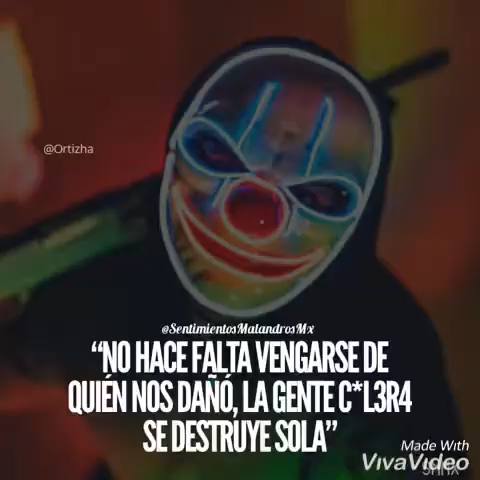 @Ortizha
@SentimientosMalandrosMx
“NO HACE FALTA VENGARSE DE
QUIÉN NOS DAÑÓ, LA GENTE C*L3R4
SE DESTRUYE SOLA”
Made With
VivaVideo